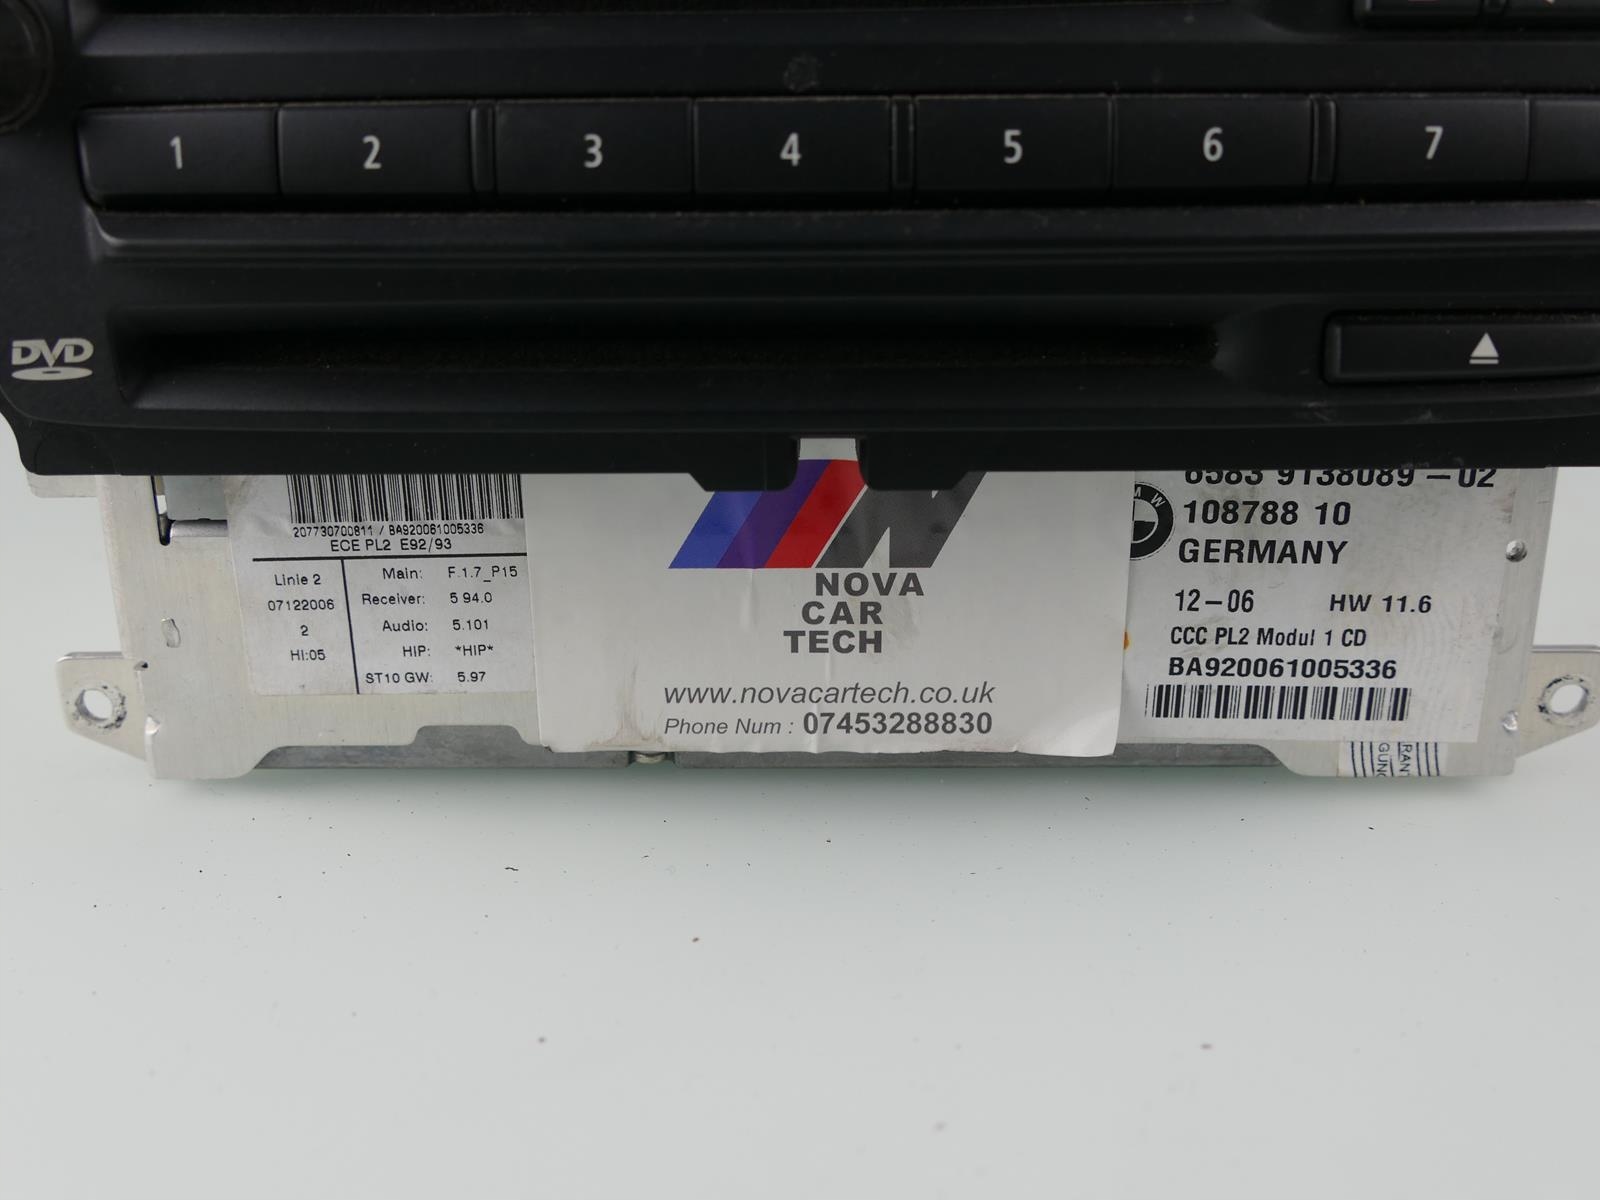 1 2 3 4 5 6 7
DVD
6583 9138089-02
108788 10
GERMANY
12-06 HW 11.6
CCC PL2 Modul 1 CD
BA920061005336
207730700811 / BA920061005336
ECE PL2 E92/93
Linie 2
07122006
2
HI:05
Main: F.1.7_P15
Receiver: 5 94.0
Audio: 5.101
HIP: *HIP*
ST10 GW: 5.97
NOVA
CAR
TECH
www.novacartech.co.uk
Phone Num : 07453288830
RANT
GUNG